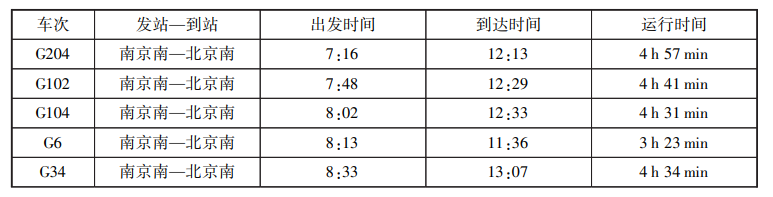 车次 发站—到站 出发时间 到达时间 运行时间
G204 南京南—北京南 7:16 12:13 4 h 57 min
G102 南京南—北京南 7:48 12:29 4 h 41 min
G104 南京南—北京南 8:02 12:33 4 h 31 min
G6 南京南—北京南 8:13 11:36 3 h 23 min
G34 南京南—北京南 8:33 13:07 4 h 34 min